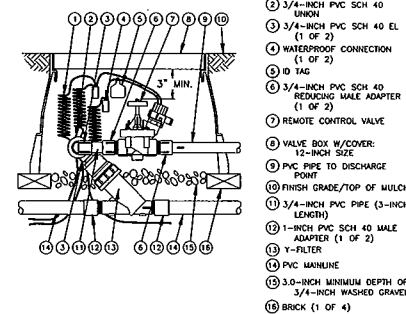 1 2 3 4 5 6 7 8 9 10
3" MIN.
14 3 11 12 13 6 12 14 15 16
2 3/4-INCH PVC SCH 40
UNION
3 3/4-INCH PVC SCH 40 EL
(1 OF 2)
4 WATERPROOF CONNECTION
(1 OF 2)
5 ID TAG
6 3/4-INCH PVC SCH 40
REDUCING MALE ADAPTER
(1 OF 2)
7 REMOTE CONTROL VALVE
8 VALVE BOX W/COVER:
12-INCH SIZE
9 PVC PIPE TO DISCHARGE
POINT
10 FINISH GRADE/TOP OF MULCH
11 3/4-INCH PVC PIPE (3-INCH
LENGTH)
12 1-INCH PVC SCH 40 MALE
ADAPTER (1 OF 2)
13 Y-FILTER
14 PVC MAINLINE
15 3.0-INCH MINIMUM DEPTH OF
3/4-INCH WASHED GRAVEL
16 BRICK (1 OF 4)